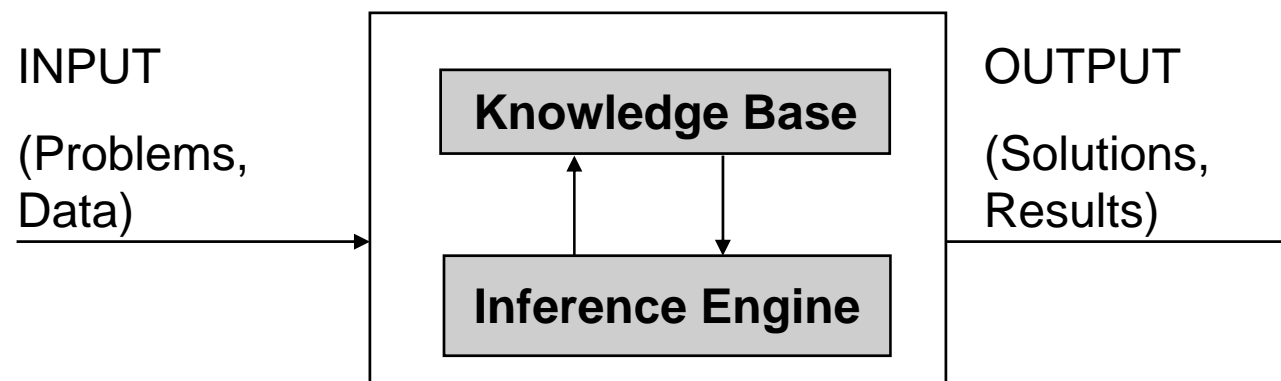 INPUT
(Problems,
Data)
Knowledge Base
Inference Engine
OUTPUT
(Solutions,
Results)